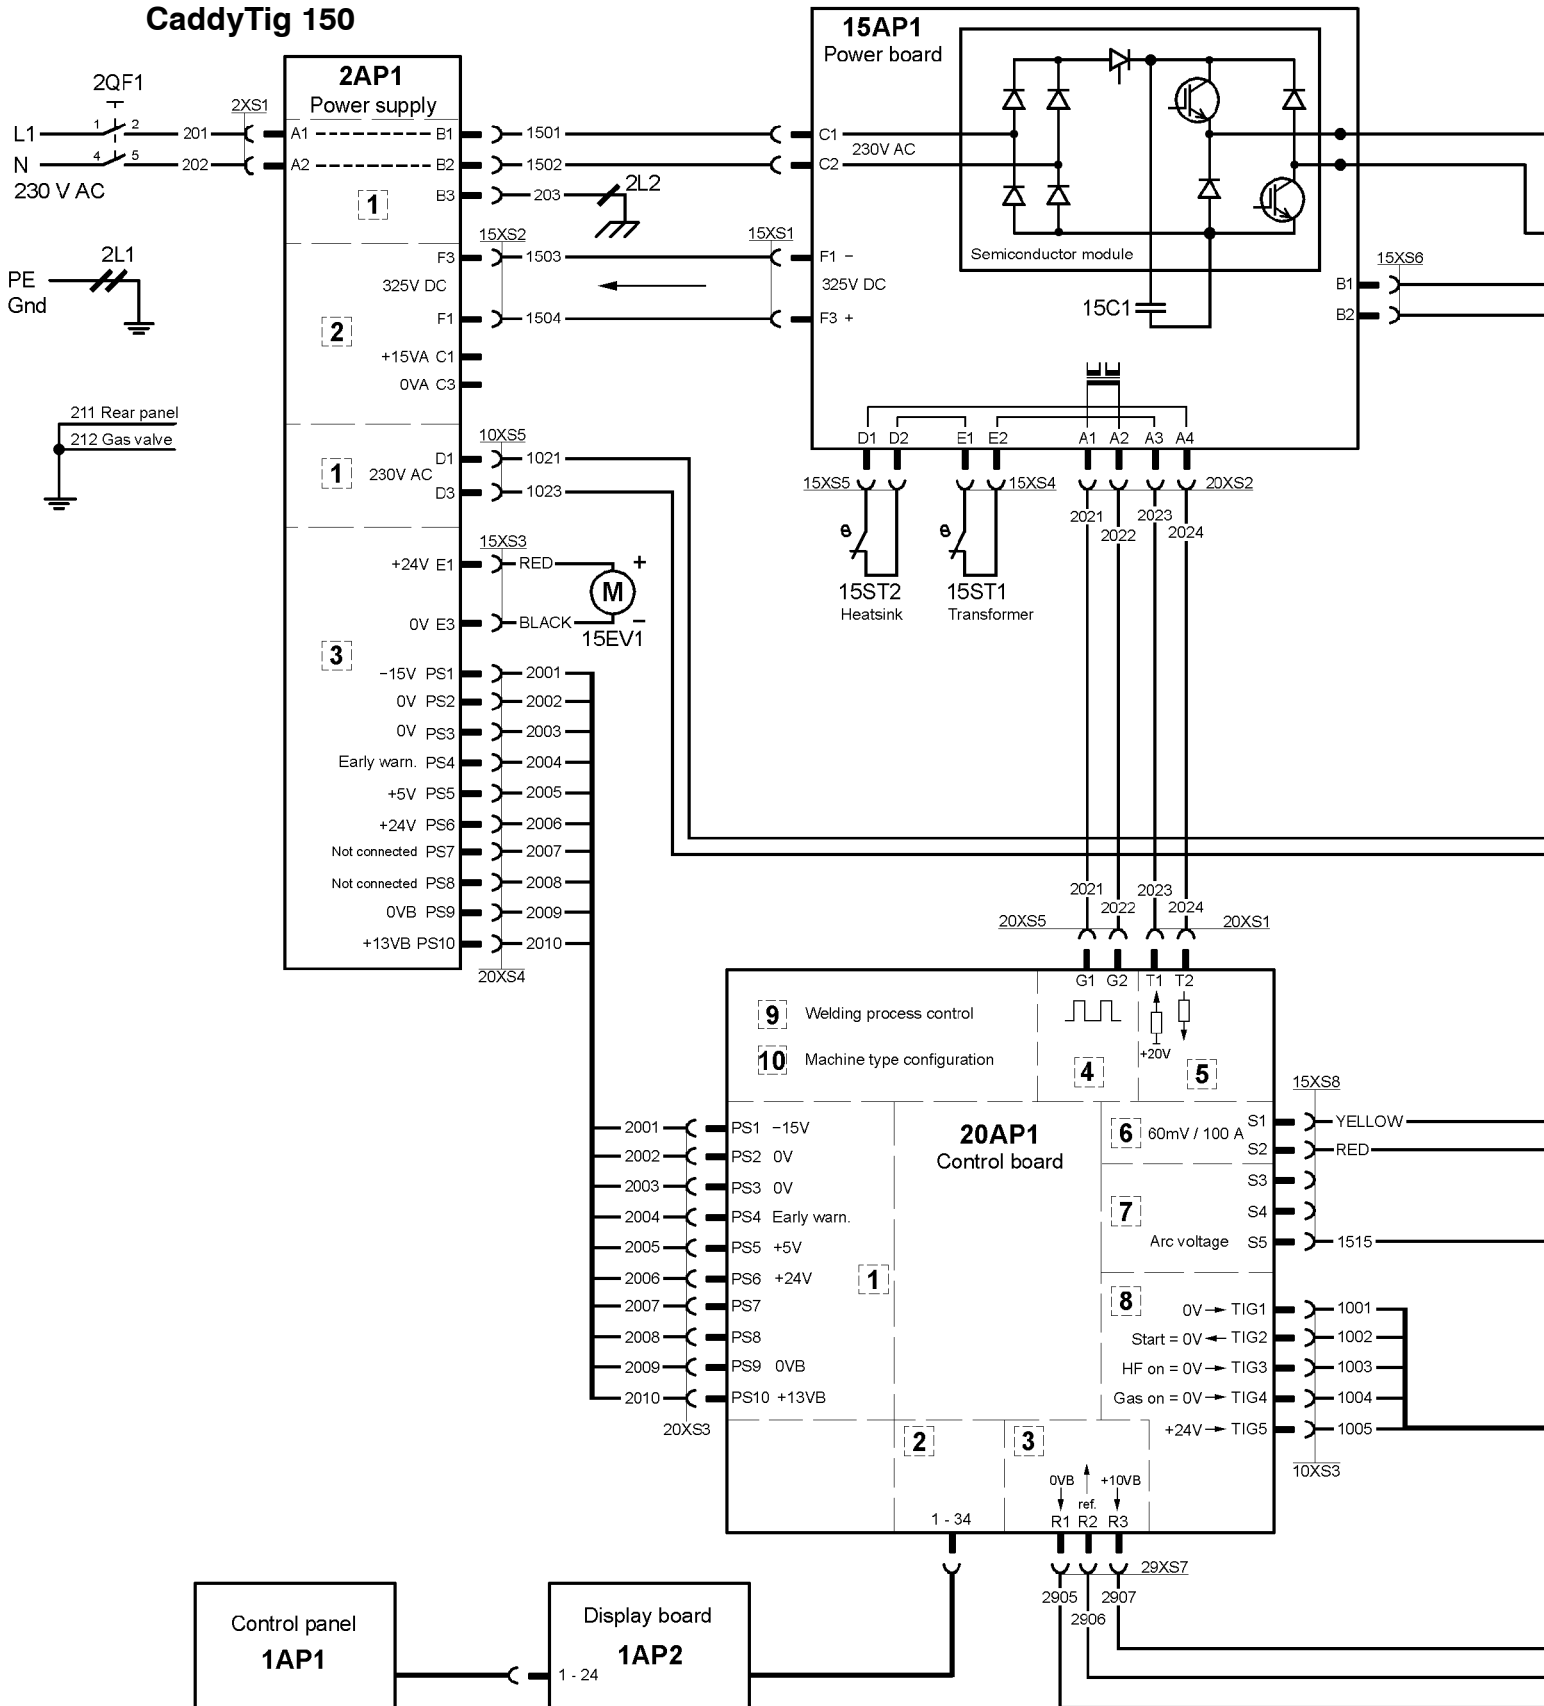 CaddyTig 150
2QF1
L1
1
2
201
2XS1
N
4
5
202
230 V AC
2L1
PE
Gnd
211 Rear panel
212 Gas valve
2AP1
Power supply
A1
B1
1501
A2
B2
1502
1
B3
203
2L2
15XS2
15XS1
F3
1503
325V DC
2
F1
1504
+15VA C1
0VA C3
10XS5
1
230V AC
D1
1021
D3
1023
15XS3
+24V E1
RED
+
M
0V E3
BLACK
−
15EV1
3
−15V PS1
2001
0V PS2
2002
0V PS3
2003
Early warn. PS4
2004
+5V PS5
2005
+24V PS6
2006
Not connected PS7
2007
Not connected PS8
2008
0VB PS9
2009
+13VB PS10
2010
20XS4
15AP1
Power board
C1
230V AC
C2
Semiconductor module
F1 −
325V DC
F3 +
15C1
15XS6
B1
B2
D1 D2 E1 E2 A1 A2 A3 A4
15XS5
15XS4
20XS2
2021
2022
2023
2024
ϑ
ϑ
15ST2
Heatsink
15ST1
Transformer
2021
2022
2023
2024
20XS5
20XS1
G1 G2 T1 T2
9 Welding process control
10 Machine type configuration
+20V
4
5
20AP1
Control board
15XS8
6 60mV / 100 A
S1
YELLOW
S2
RED
S3
7
S4
Arc voltage S5
1515
8
0V TIG1
1001
Start = 0V TIG2
1002
HF on = 0V TIG3
1003
Gas on = 0V TIG4
1004
+24V TIG5
1005
10XS3
2001
PS1 −15V
2002
PS2 0V
2003
PS3 0V
2004
PS4 Early warn.
2005
PS5 +5V
1
2006
PS6 +24V
2007
PS7
2008
PS8
2009
PS9 0VB
2010
PS10 +13VB
20XS3
2
3
0VB
ref.
+10VB
1 - 34
R1 R2 R3
29XS7
2905
2906
2907
Control panel
1AP1
Display board
1AP2
1 - 24